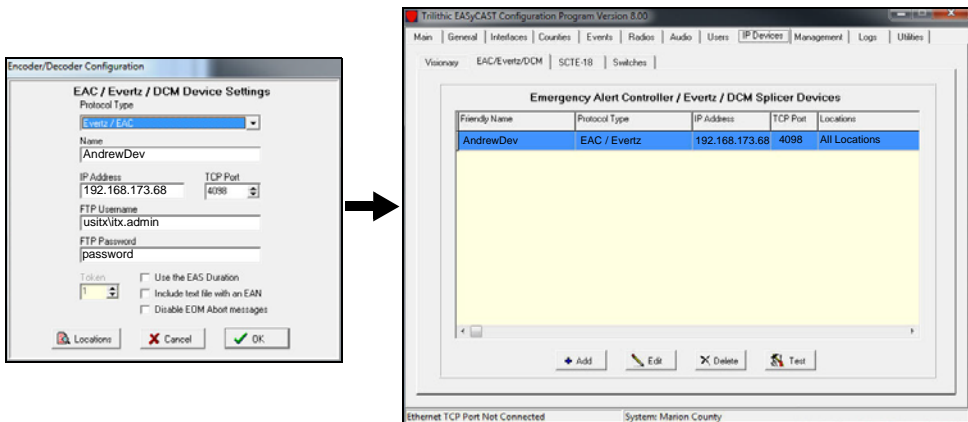 Encoder/Decoder Configuration
EAC / Evertz / DCM Device Settings
Protocol Type
Evertz / EAC
Name
AndrewDev
IP Address TCP Port
192.168.173.68 4098
FTP Username
usitx\itx.admin
FTP Password
password
Token
1
Use the EAS Duration
Include text file with an EAN
Disable EOM Abort messages
Locations Cancel OK
Trilithic EASyCAST Configuration Program Version 8.00
Main General Interfaces Counties Events Radios Audio Users IP Devices Management Logs Utilities
Visionary EAC/Evertz/DCM SCTE-18 Switches
Emergency Alert Controller / Evertz / DCM Splicer Devices
Friendly Name Protocol Type IP Address TCP Port Locations
AndrewDev EAC / Evertz 192.168.173.68 4098 All Locations
Add Edit Delete Test
Ethernet TCP Port Not Connected System: Marion County